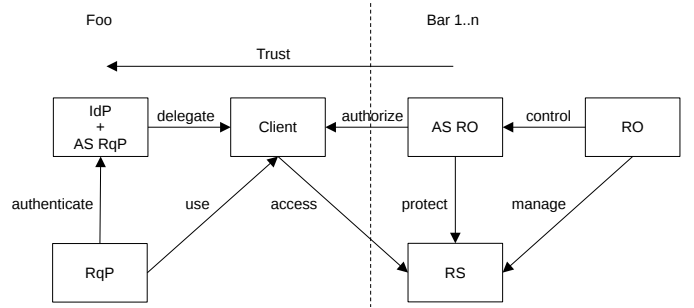 Foo
Bar 1..n
Trust
IdP
+
AS RqP
delegate
Client
authorize
AS RO
control
RO
authenticate
use
access
protect
manage
RqP
RS